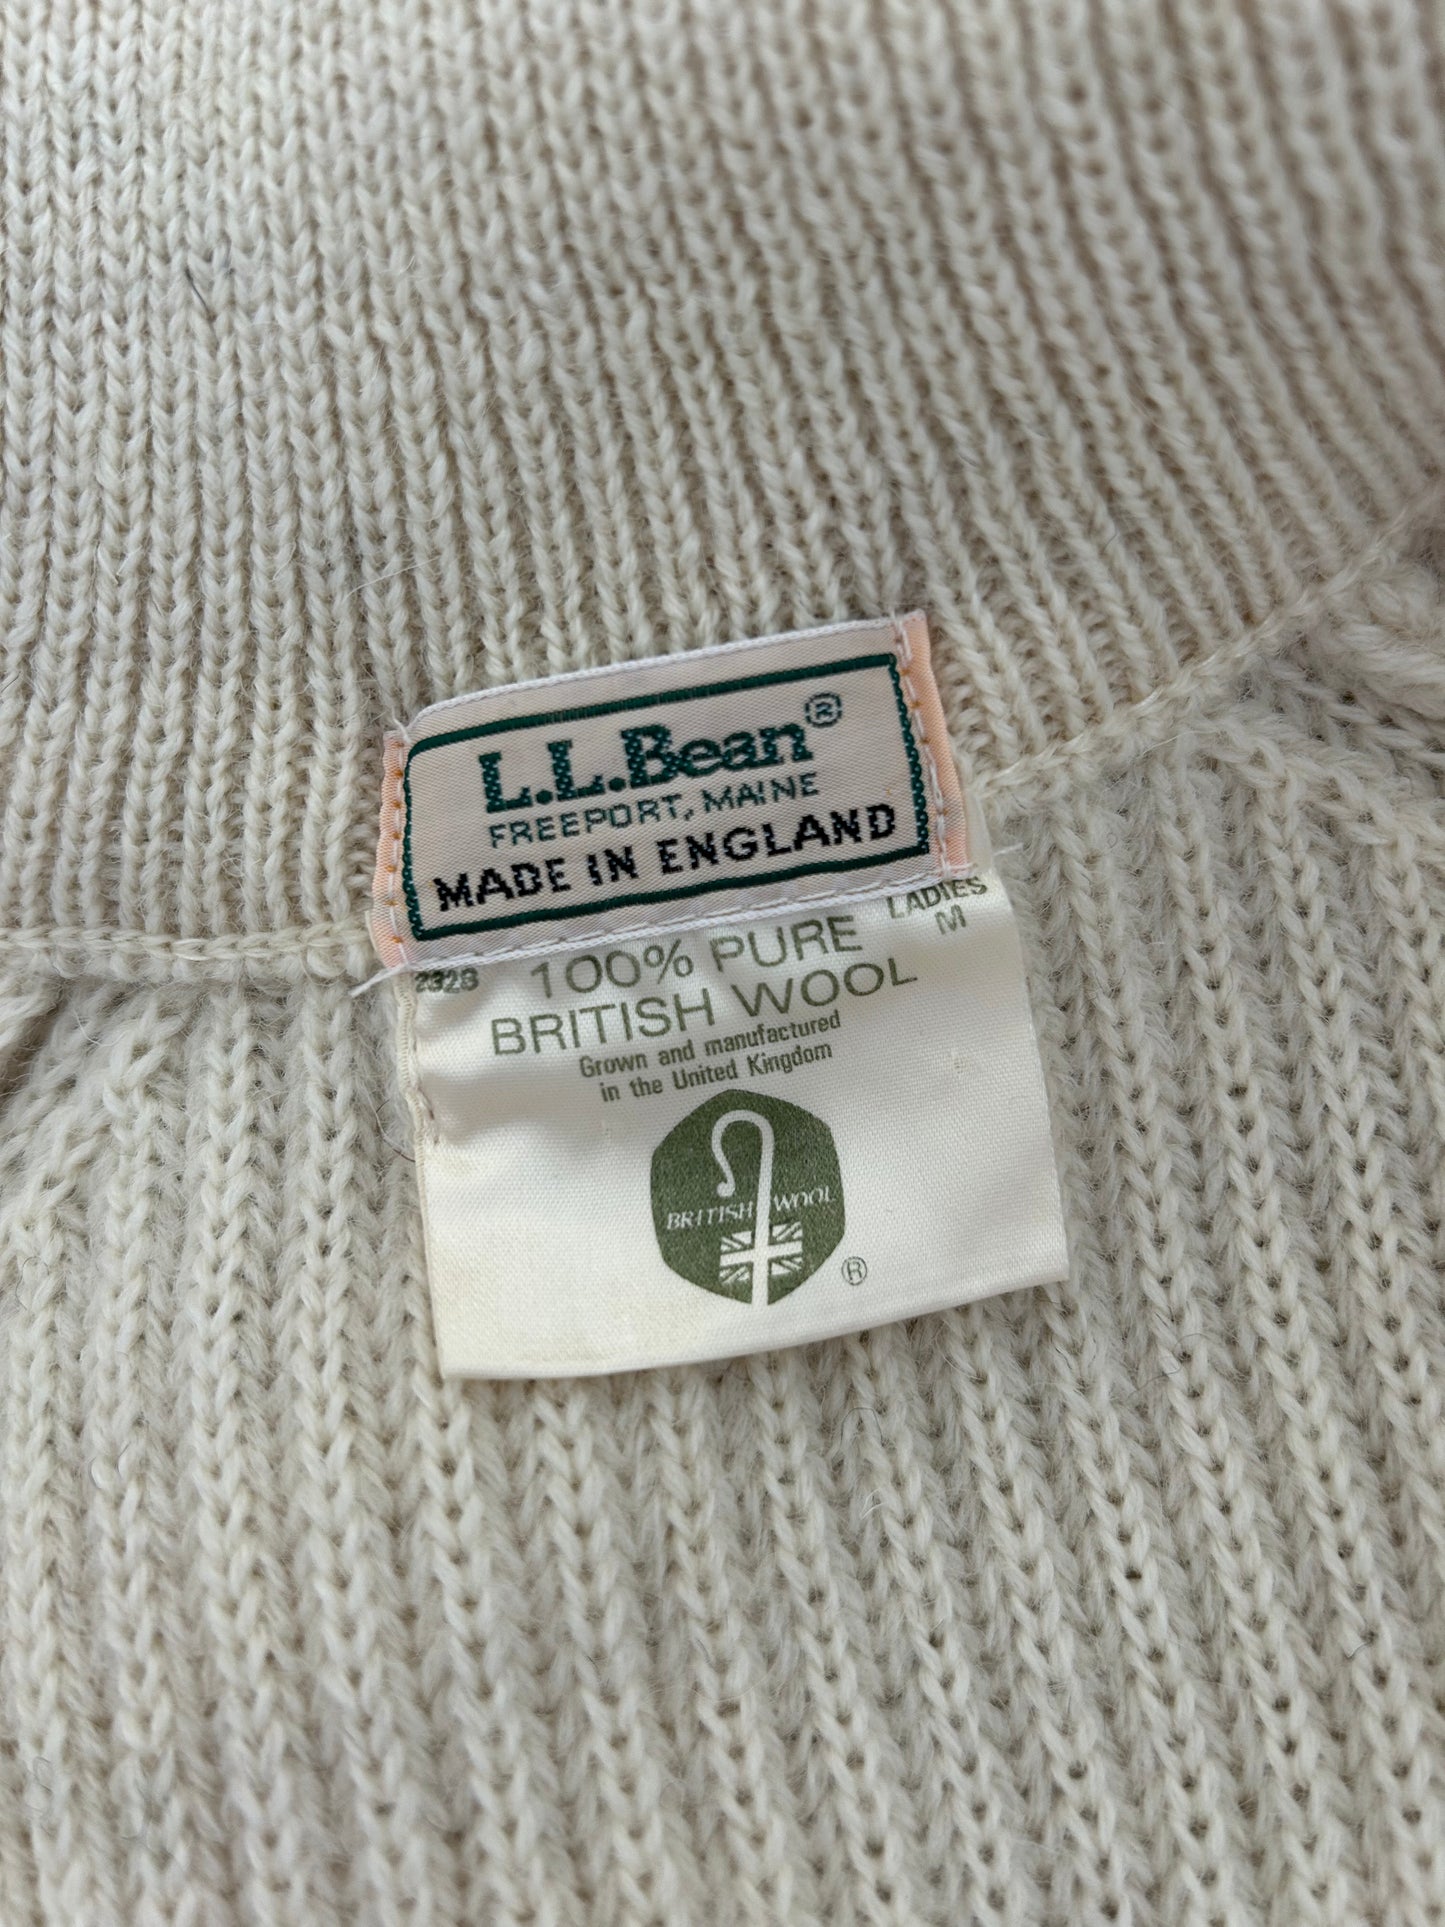 L.L.Bean®
FREEPORT, MAINE
MADE IN ENGLAND
2328 100% PURE LADIES
BRITISH WOOL M
Grown and manufactured
in the United Kingdom
BRITISH WOOL
®